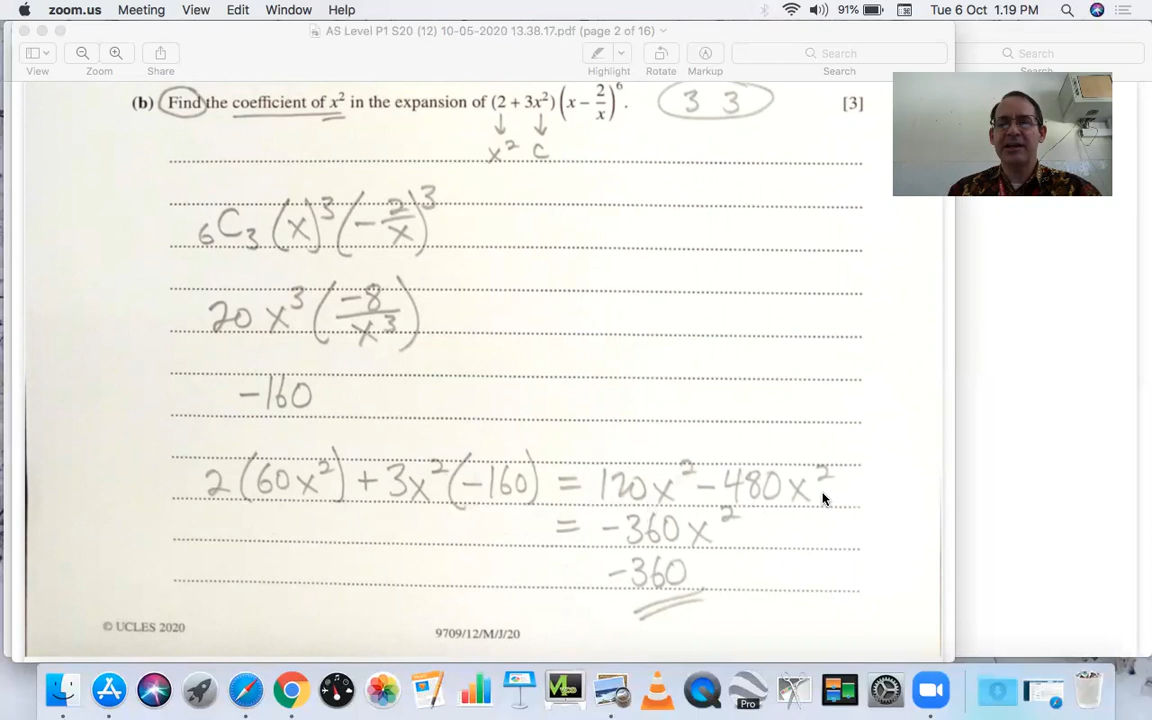 zoom.us Meeting View Edit Window Help 91% Tue 6 Oct 1.19 PM
AS Level P1 S20 (12) 10-05-2020 13.38.17.pdf (page 2 of 16)
Search Search
View Zoom Share Highlight Rotate Markup Search Search
(b) Find the coefficient of x² in the expansion of (2 + 3x²)(x − 2/x)⁶. 3 3 [3]
x² C
₆C₃ (x)³ (−2/x)³
20 x³ (−8/x³)
−160
2(60x²) + 3x²(−160) = 120x² − 480x²
= −360x²
−360
© UCLES 2020 9709/12/M/J/20
Pro